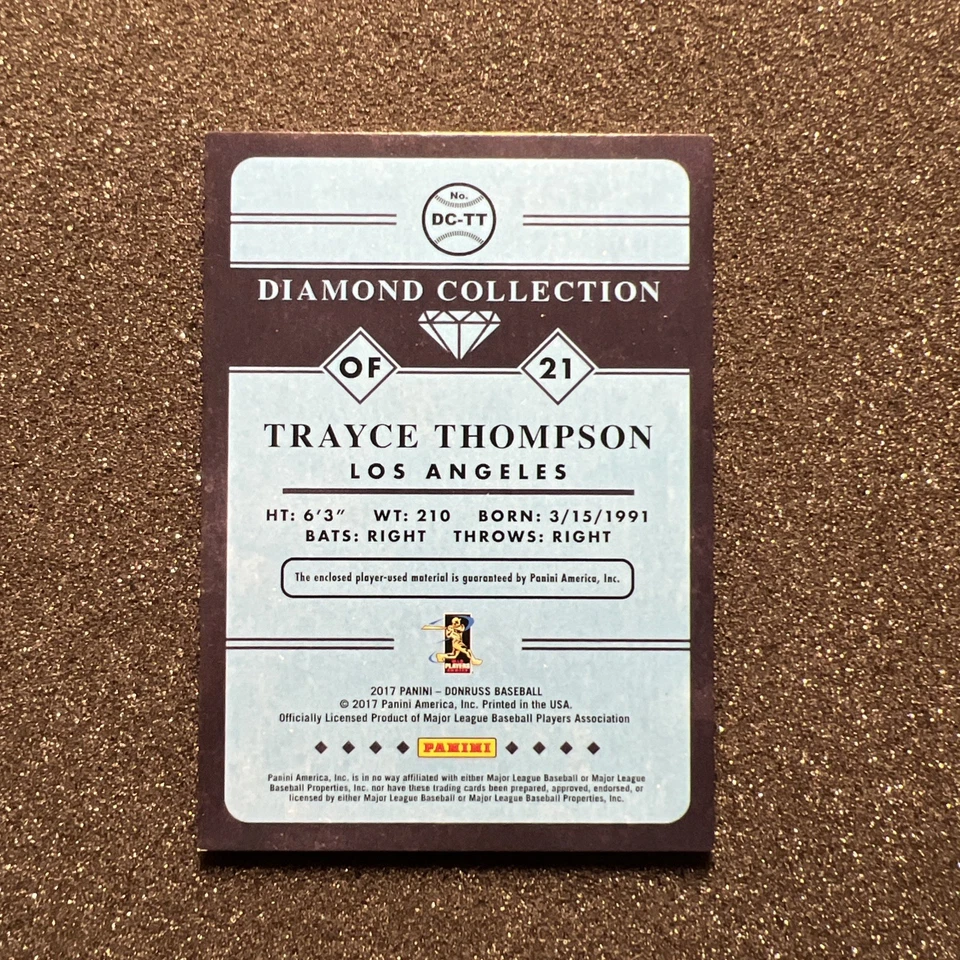 No.
DC-TT
DIAMOND COLLECTION
OF 21
TRAYCE THOMPSON
LOS ANGELES
HT: 6'3" WT: 210 BORN: 3/15/1991
BATS: RIGHT THROWS: RIGHT
The enclosed player-used material is guaranteed by Panini America, Inc.
PLAYERS
2017 PANINI – DONRUSS BASEBALL
© 2017 Panini America, Inc. Printed in the USA.
Officially Licensed Product of Major League Baseball Players Association
PANINI
Panini America, Inc. is in no way affiliated with either Major League Baseball or Major League
Baseball Properties, Inc. nor have these trading cards been prepared, approved, endorsed, or
licensed by either Major League Baseball or Major League Baseball Properties, Inc.